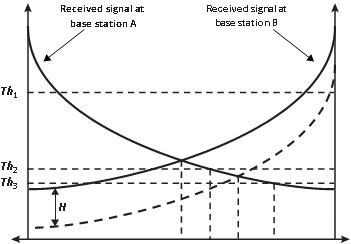 Received signal at
base station A
Received signal at
base station B
Th1
Th2
Th3
H